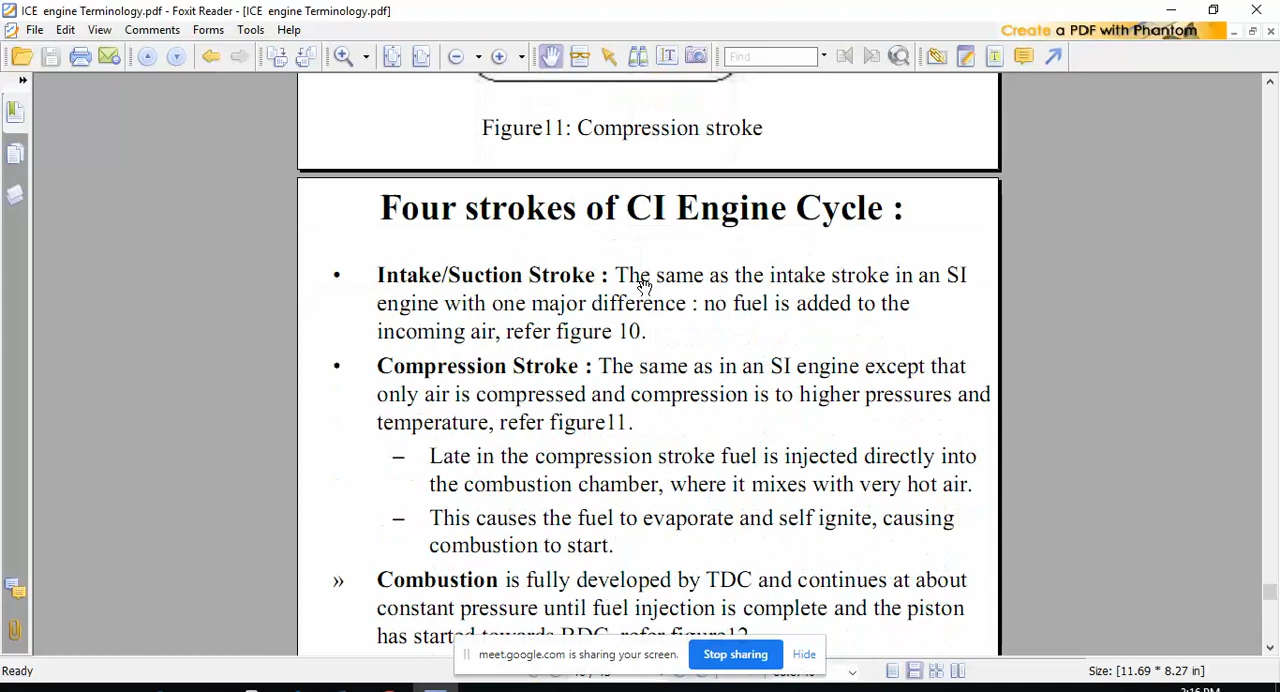 ICE engine Terminology.pdf - Foxit Reader - [ICE engine Terminology.pdf]
File Edit View Comments Forms Tools Help
Create a PDF with Phantom
Find
Figure11: Compression stroke
Four strokes of CI Engine Cycle :
• Intake/Suction Stroke : The same as the intake stroke in an SI
engine with one major difference : no fuel is added to the
incoming air, refer figure 10.
• Compression Stroke : The same as in an SI engine except that
only air is compressed and compression is to higher pressures and
temperature, refer figure11.
– Late in the compression stroke fuel is injected directly into
the combustion chamber, where it mixes with very hot air.
– This causes the fuel to evaporate and self ignite, causing
combustion to start.
» Combustion is fully developed by TDC and continues at about
constant pressure until fuel injection is complete and the piston
has started towards BDC, refer figure12.
meet.google.com is sharing your screen. Stop sharing Hide
Ready
Size: [11.69 * 8.27 in]
2:16 PM